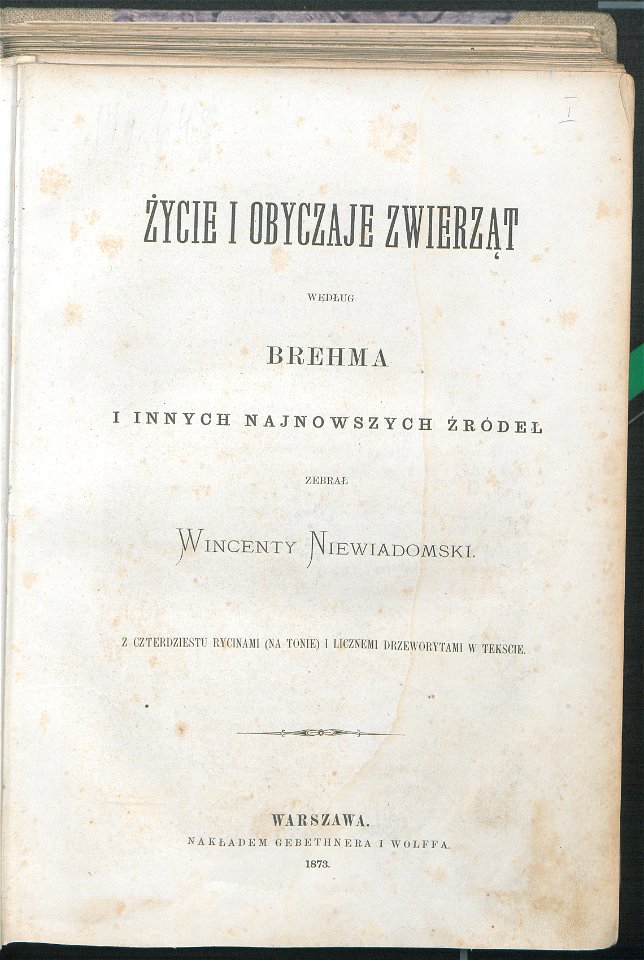 I
ŻYCIE I OBYCZAJE ZWIERZĄT
WEDŁUG
BREHMA
I INNYCH NAJNOWSZYCH ŹRÓDEŁ
ZEBRAŁ
WINCENTY NIEWIADOMSKI.
Z CZTERDZIESTU RYCINAMI (NA TONIE) I LICZNEMI DRZEWORYTAMI W TEKSCIE.
WARSZAWA.
NAKŁADEM GEBETHNERA I WOLFFA.
1873.